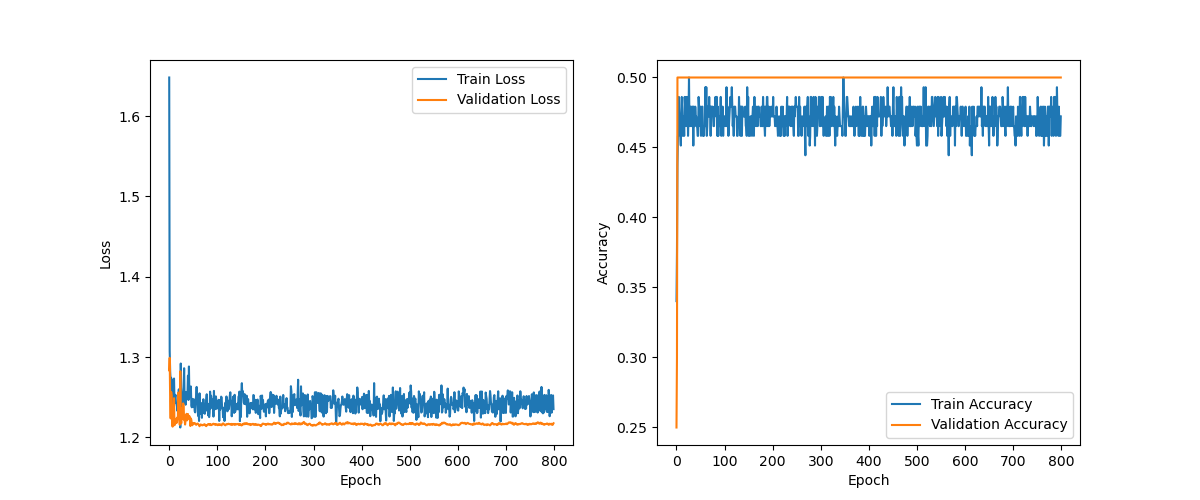 Train Loss
Validation Loss
1.6
1.5
1.4
1.3
1.2
Loss
0 100 200 300 400 500 600 700 800
Epoch
0.50
0.45
0.40
0.35
0.30
0.25
Accuracy
Train Accuracy
Validation Accuracy
0 100 200 300 400 500 600 700 800
Epoch